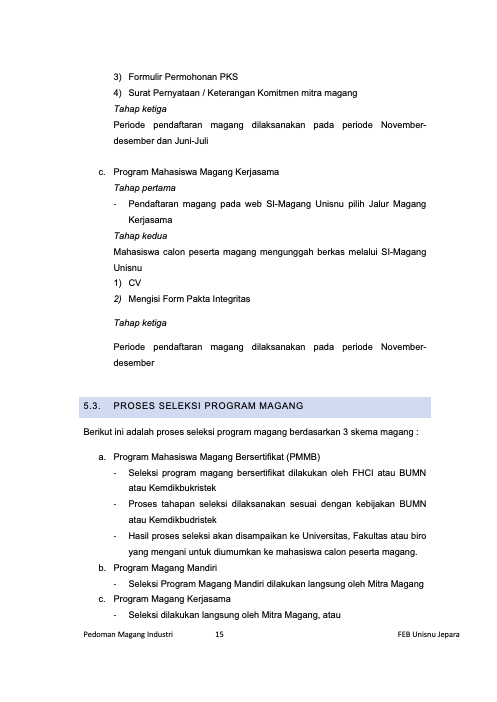 3) Formulir Permohonan PKS
4) Surat Pernyataan / Keterangan Komitmen mitra magang
Tahap ketiga
Periode pendaftaran magang dilaksanakan pada periode November-
desember dan Juni-Juli
c. Program Mahasiswa Magang Kerjasama
Tahap pertama
- Pendaftaran magang pada web SI-Magang Unisnu pilih Jalur Magang
Kerjasama
Tahap kedua
Mahasiswa calon peserta magang mengunggah berkas melalui SI-Magang
Unisnu
1) CV
2) Mengisi Form Pakta Integritas
Tahap ketiga
Periode pendaftaran magang dilaksanakan pada periode November-
desember
5.3. PROSES SELEKSI PROGRAM MAGANG
Berikut ini adalah proses seleksi program magang berdasarkan 3 skema magang :
a. Program Mahasiswa Magang Bersertifikat (PMMB)
- Seleksi program magang bersertifikat dilakukan oleh FHCI atau BUMN
atau Kemdikbukristek
- Proses tahapan seleksi dilaksanakan sesuai dengan kebijakan BUMN
atau Kemdikbudristek
- Hasil proses seleksi akan disampaikan ke Universitas, Fakultas atau biro
yang mengani untuk diumumkan ke mahasiswa calon peserta magang.
b. Program Magang Mandiri
- Seleksi Program Magang Mandiri dilakukan langsung oleh Mitra Magang
c. Program Magang Kerjasama
- Seleksi dilakukan langsung oleh Mitra Magang, atau
Pedoman Magang Industri 15 FEB Unisnu Jepara